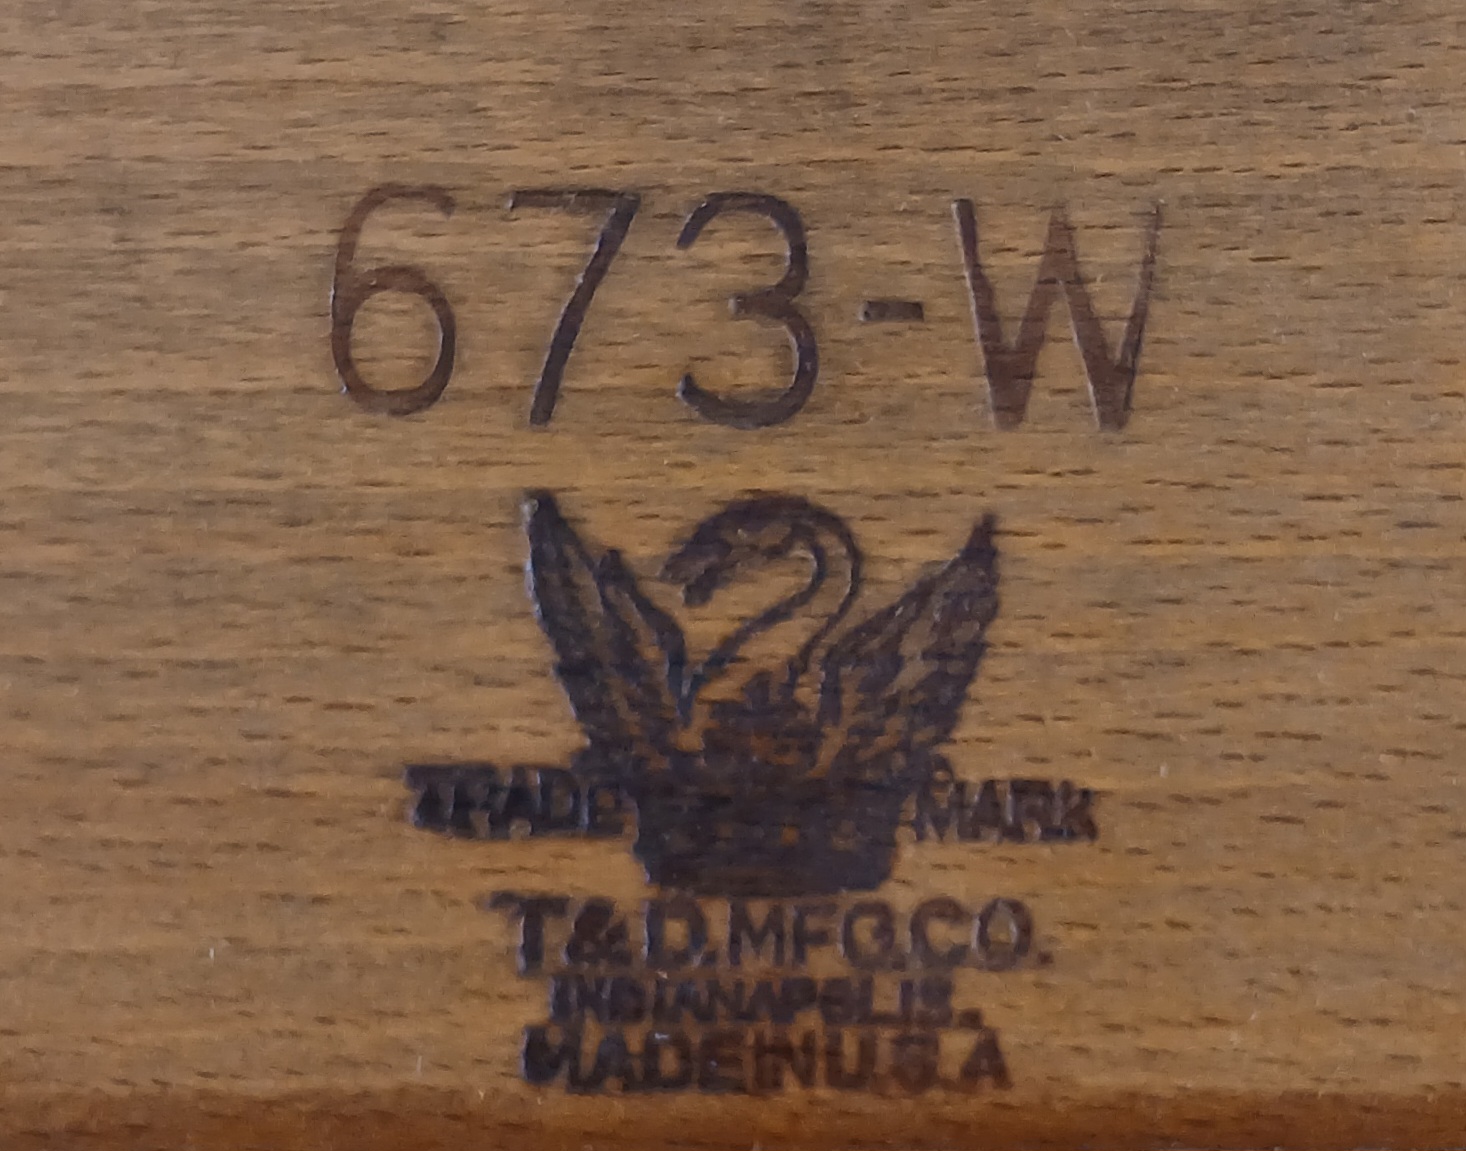 673-W
TRADE MARK
T&D.MFG.CO.
INDIANAPOLIS.
MADE IN U.S.A